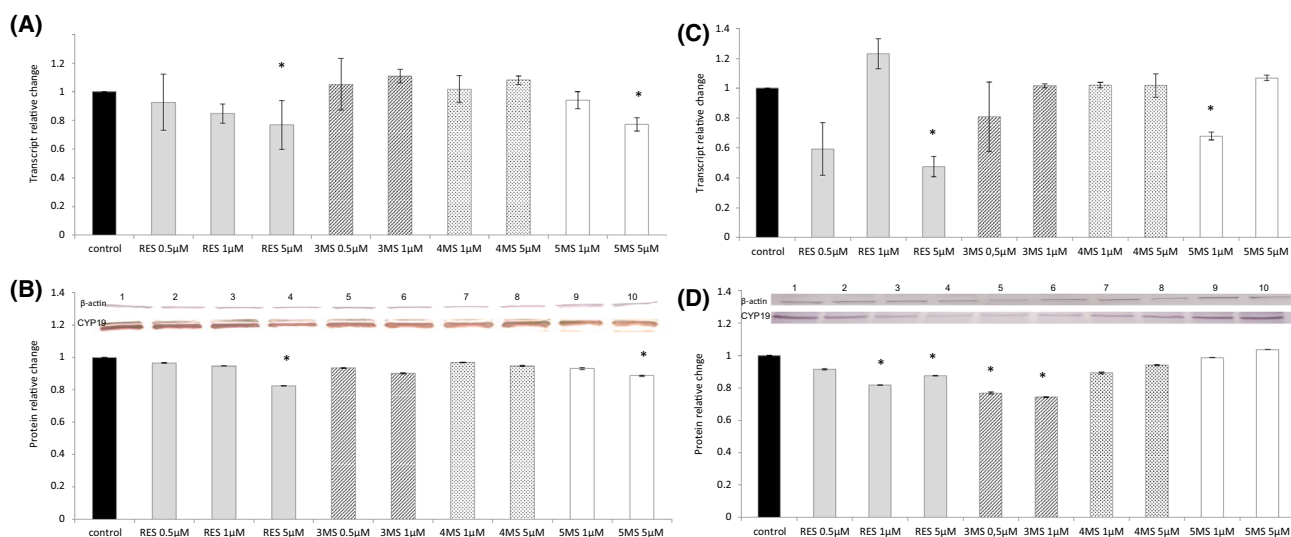 (A)
1.4
1.2
1
0.8
0.6
0.4
0.2
0
Transcript relative change
*
*
control RES 0.5µM RES 1µM RES 5µM 3MS 0.5µM 3MS 1µM 4MS 1µM 4MS 5µM 5MS 1µM 5MS 5µM
(B)
1.4
1.2
1
0.8
0.6
0.4
0.2
0
Protein relative change
1 2 3 4 5 6 7 8 9 10
β-actin
CYP19
*
*
control RES 0.5µM RES 1µM RES 5µM 3MS 0.5µM 3MS 1µM 4MS 1µM 4MS 5µM 5MS 1µM 5MS 5µM
(C)
1.4
1.2
1
0.8
0.6
0.4
0.2
0
Transcript relative change
*
*
control RES 0.5µM RES 1µM RES 5µM 3MS 0,5µM 3MS 1µM 4MS 1µM 4MS 5µM 5MS 1µM 5MS 5µM
(D)
1.4
1.2
1
0.8
0.6
0.4
0.2
0
Protein relative chnge
1 2 3 4 5 6 7 8 9 10
β-actin
CYP19
* * * *
control RES 0.5µM RES 1µM RES 5µM 3MS 0,5µM 3MS 1µM 4MS 1µM 4MS 5µM 5MS 1µM 5MS 5µM